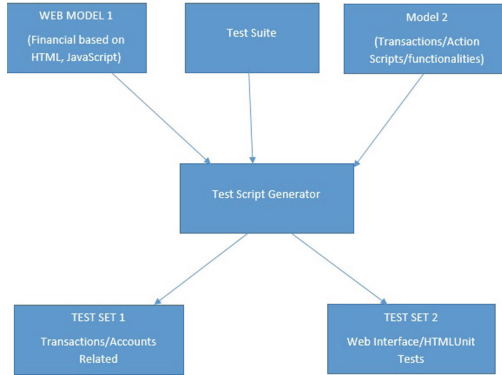 WEB MODEL 1
(Financial based on
HTML, JavaScript)
Test Suite
Model 2
(Transactions/Action
Scripts/functionalities)
Test Script Generator
TEST SET 1
Transactions/Accounts
Related
TEST SET 2
Web Interface/HTMLUnit
Tests